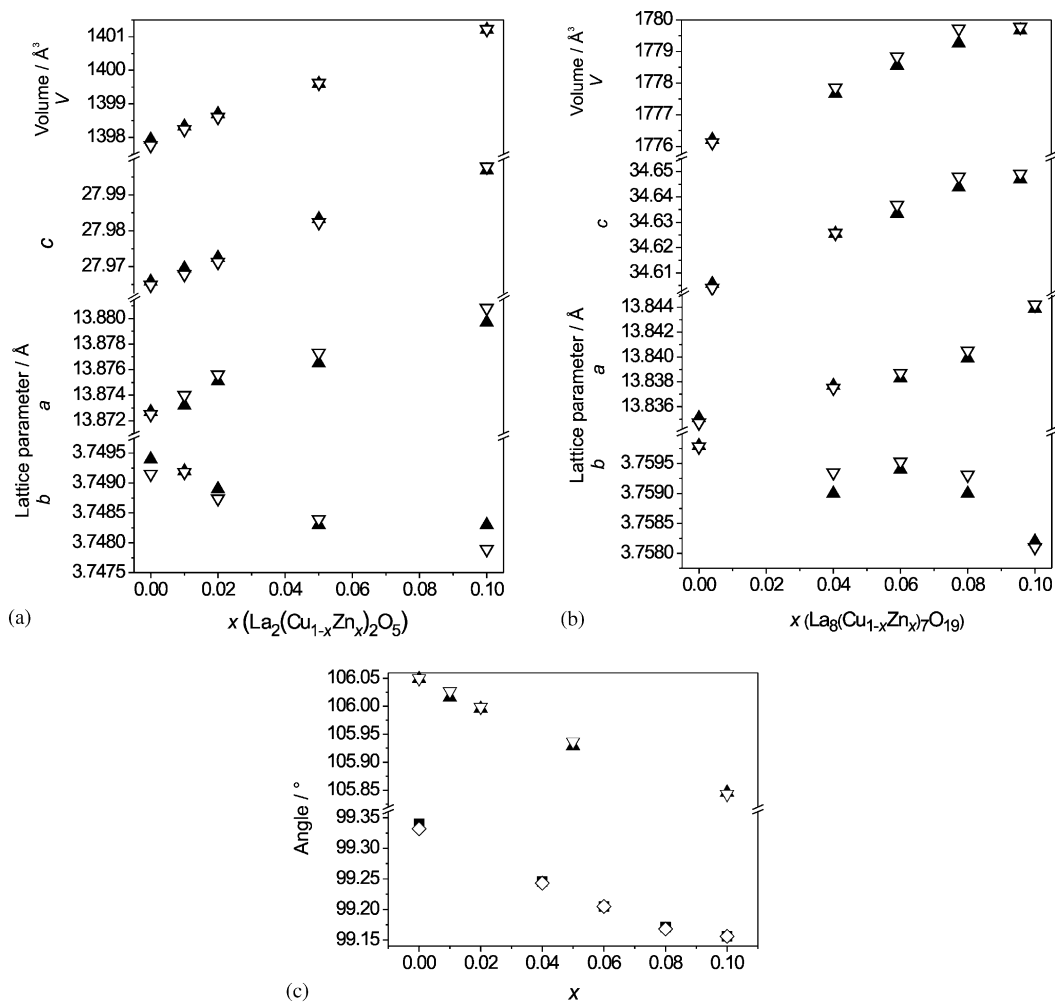 Volume / Å³
V
1401
1400
1399
1398
c
27.99
27.98
27.97
Lattice parameter / Å
a
13.880
13.878
13.876
13.874
13.872
b
3.7495
3.7490
3.7485
3.7480
3.7475
0.00 0.02 0.04 0.06 0.08 0.10
(a)
x (La₂(Cu₁₋ₓZnₓ)₂O₅)
Volume / Å³
V
1780
1779
1778
1777
1776
c
34.65
34.64
34.63
34.62
34.61
Lattice parameter / Å
a
13.844
13.842
13.840
13.838
13.836
b
3.7595
3.7590
3.7585
3.7580
0.00 0.02 0.04 0.06 0.08 0.10
(b)
x (La₈(Cu₁₋ₓZnₓ)₇O₁₉)
Angle / °
106.05
106.00
105.95
105.90
105.85
99.35
99.30
99.25
99.20
99.15
0.00 0.02 0.04 0.06 0.08 0.10
(c)
x